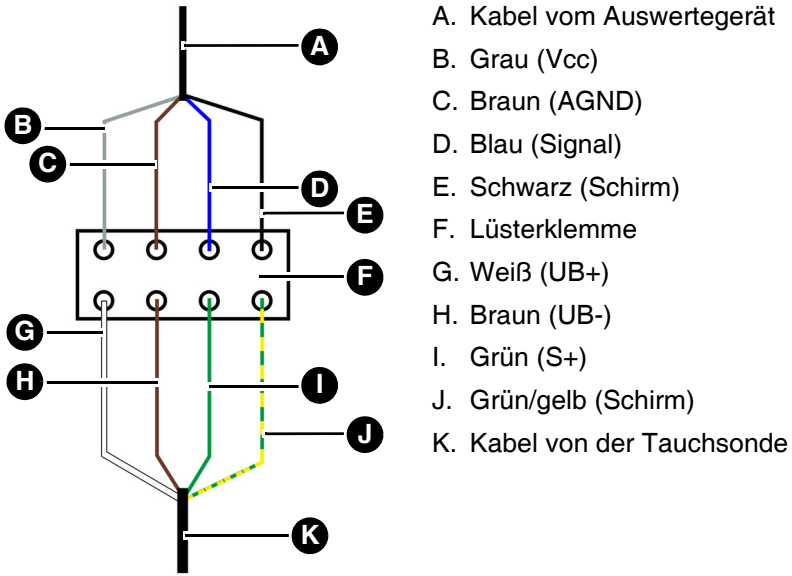 A
B
C
D
E
F
G
H
I
J
K
A. Kabel vom Auswertegerät
B. Grau (Vcc)
C. Braun (AGND)
D. Blau (Signal)
E. Schwarz (Schirm)
F. Lüsterklemme
G. Weiß (UB+)
H. Braun (UB-)
I. Grün (S+)
J. Grün/gelb (Schirm)
K. Kabel von der Tauchsonde